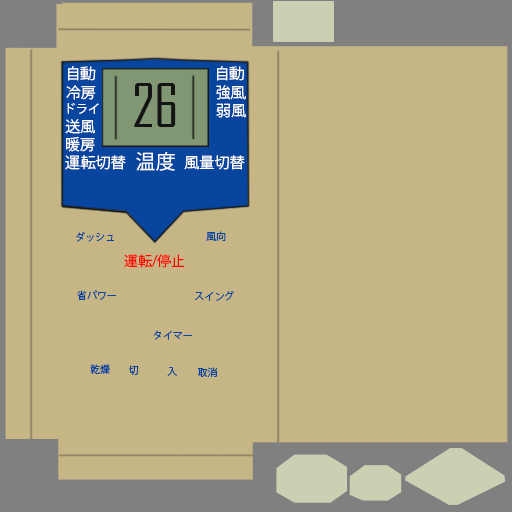 自動
冷房
ドライ
送風
暖房
運転切替
26
温度
自動
強風
弱風
風量切替
ダッシュ
風向
運転/停止
省パワー
スイング
タイマー
乾燥 切 入 取消